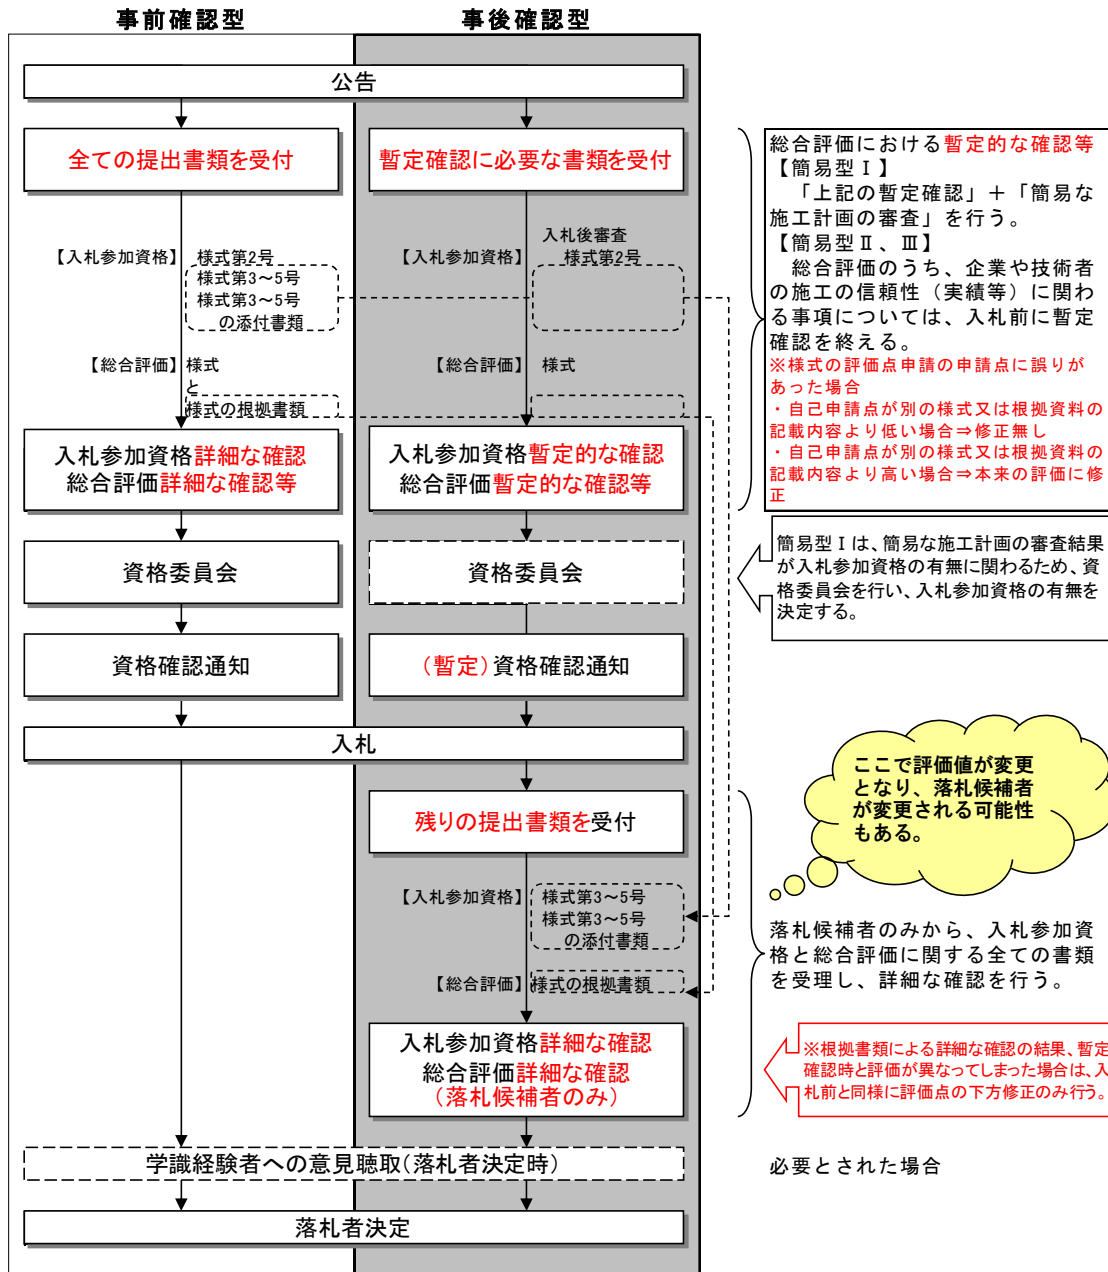 事前確認型
事後確認型
公告
全ての提出書類を受付
暫定確認に必要な書類を受付
【入札参加資格】 様式第2号
様式第3～5号
様式第3～5号
の添付書類
【総合評価】 様式
と
様式の根拠書類
入札後審査
【入札参加資格】 様式第2号
【総合評価】 様式
入札参加資格詳細な確認
総合評価詳細な確認等
入札参加資格暫定的な確認
総合評価暫定的な確認等
資格委員会
資格委員会
資格確認通知
(暫定)資格確認通知
入札
残りの提出書類を受付
【入札参加資格】 様式第3～5号
様式第3～5号
の添付書類
【総合評価】 様式の根拠書類
入札参加資格詳細な確認
総合評価詳細な確認
(落札候補者のみ)
学識経験者への意見聴取(落札者決定時)
落札者決定
総合評価における暫定的な確認等
【簡易型Ⅰ】
「上記の暫定確認」＋「簡易な
施工計画の審査」を行う。
【簡易型Ⅱ、Ⅲ】
総合評価のうち、企業や技術者
の施工の信頼性（実績等）に関わ
る事項については、入札前に暫定
確認を終える。
※様式の評価点申請の申請点に誤りが
あった場合
・自己申請点が別の様式又は根拠資料の
記載内容より低い場合⇒修正無し
・自己申請点が別の様式又は根拠資料の
記載内容より高い場合⇒本来の評価に修
正
簡易型Ⅰは、簡易な施工計画の審査結果
が入札参加資格の有無に関わるため、資
格委員会を行い、入札参加資格の有無を
決定する。
ここで評価値が変更
となり、落札候補者
が変更される可能性
もある。
落札候補者のみから、入札参加資
格と総合評価に関する全ての書類
を受理し、詳細な確認を行う。
※根拠書類による詳細な確認の結果、暫定
確認時と評価が異なってしまった場合は、入
札前と同様に評価点の下方修正のみ行う。
必要とされた場合